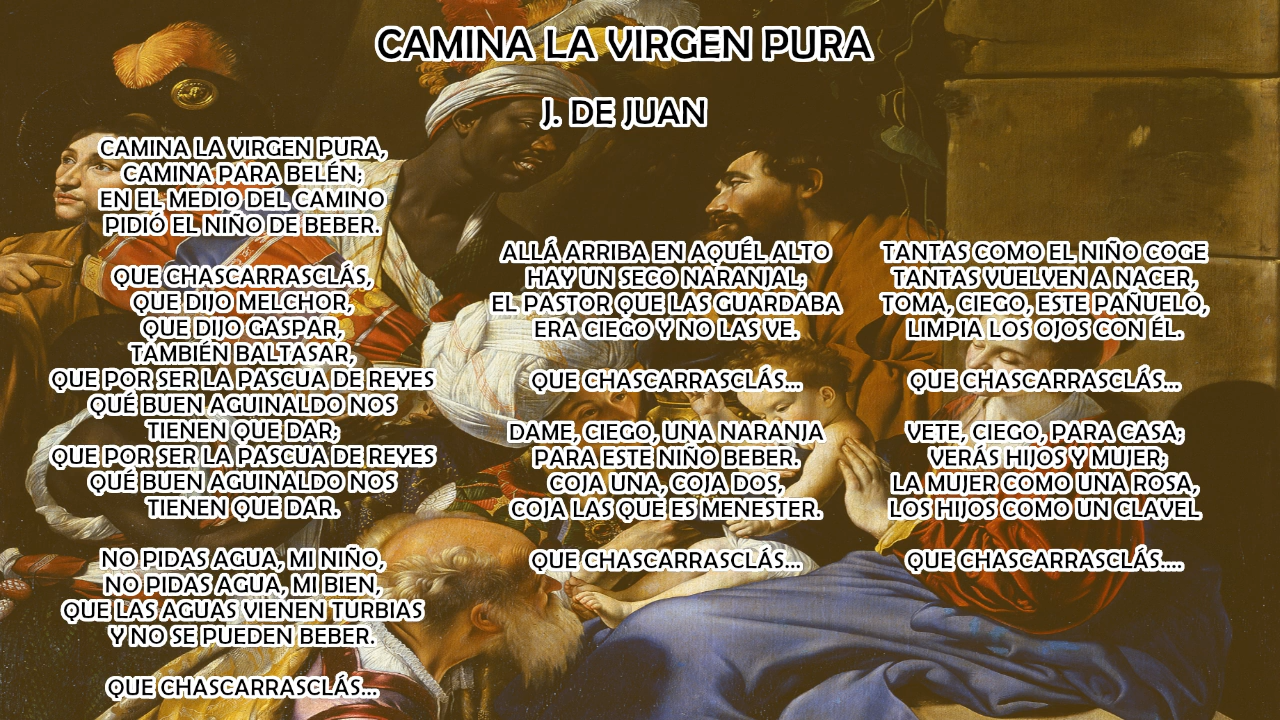 CAMINA LA VIRGEN PURA
J. DE JUAN
CAMINA LA VIRGEN PURA,
CAMINA PARA BELÉN;
EN EL MEDIO DEL CAMINO
PIDIÓ EL NIÑO DE BEBER.
QUE CHASCARRASCLÁS,
QUE DIJO MELCHOR,
QUE DIJO GASPAR,
TAMBIÉN BALTASAR,
QUE POR SER LA PASCUA DE REYES
QUÉ BUEN AGUINALDO NOS
TIENEN QUE DAR;
QUE POR SER LA PASCUA DE REYES
QUÉ BUEN AGUINALDO NOS
TIENEN QUE DAR.
NO PIDAS AGUA, MI NIÑO,
NO PIDAS AGUA, MI BIEN,
QUE LAS AGUAS VIENEN TURBIAS
Y NO SE PUEDEN BEBER.
QUE CHASCARRASCLÁS...
ALLÁ ARRIBA EN AQUÉL ALTO
HAY UN SECO NARANJAL;
EL PASTOR QUE LAS GUARDABA
ERA CIEGO Y NO LAS VE.
QUE CHASCARRASCLÁS...
DAME, CIEGO, UNA NARANJA
PARA ESTE NIÑO BEBER.
COJA UNA, COJA DOS,
COJA LAS QUE ES MENESTER.
QUE CHASCARRASCLÁS...
TANTAS COMO EL NIÑO COGE
TANTAS VUELVEN A NACER,
TOMA, CIEGO, ESTE PAÑUELO,
LIMPIA LOS OJOS CON ÉL.
QUE CHASCARRASCLÁS...
VETE, CIEGO, PARA CASA;
VERÁS HIJOS Y MUJER;
LA MUJER COMO UNA ROSA,
LOS HIJOS COMO UN CLAVEL
QUE CHASCARRASCLÁS....